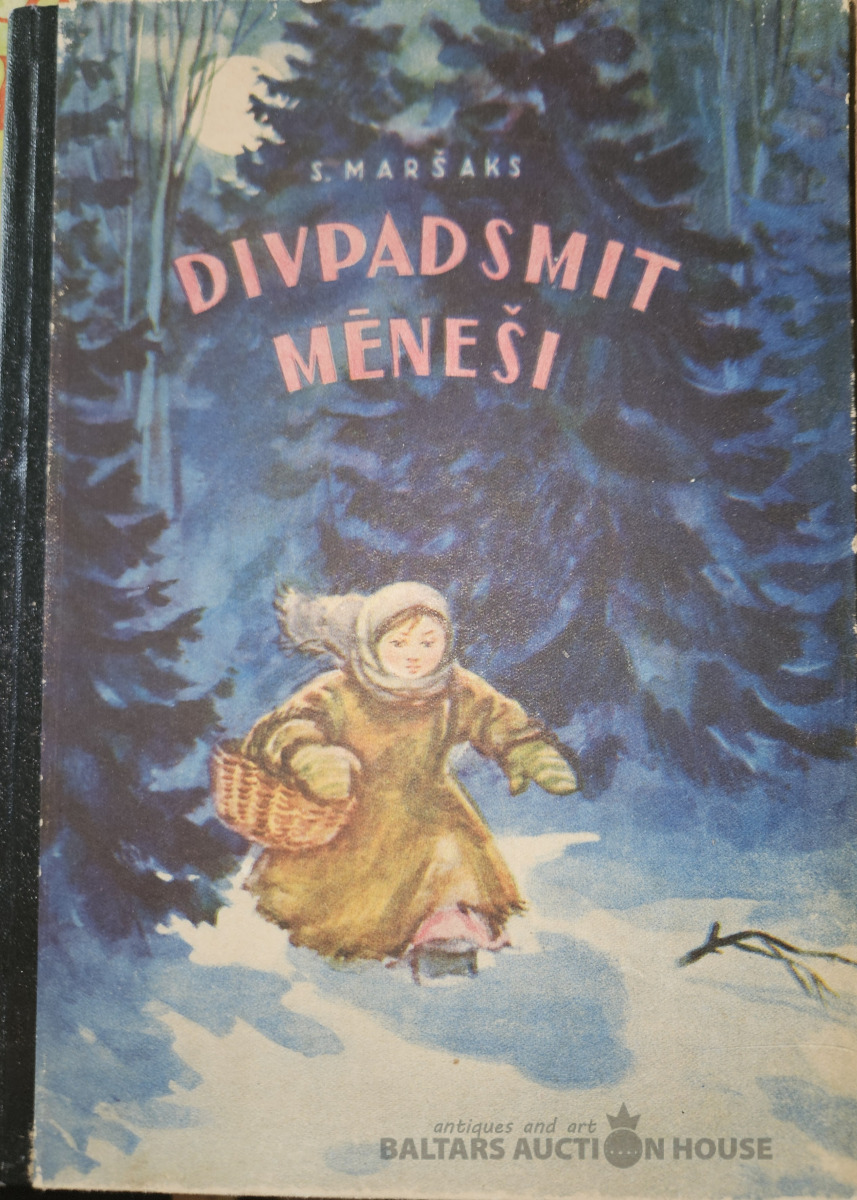 S. MARŠAKS
DIVPADSMIT
MĒNEŠI
antiques and art
BALTARS AUCTION HOUSE